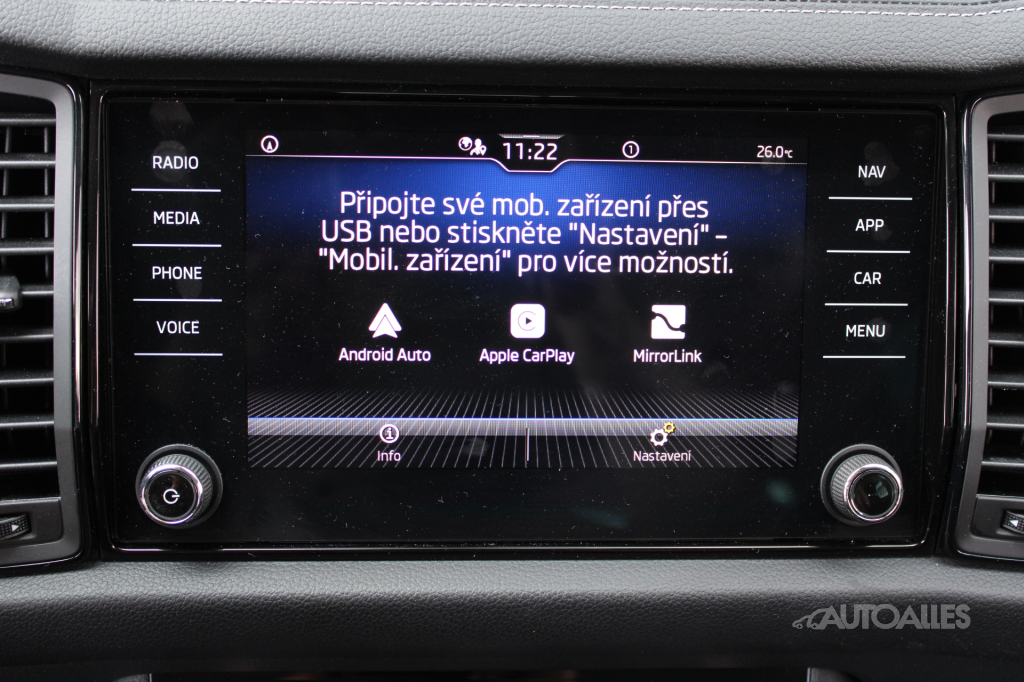 11:22
1
26.0°C
RADIO
MEDIA
PHONE
VOICE
Připojte své mob. zařízení přes
USB nebo stiskněte "Nastavení" –
"Mobil. zařízení" pro více možností.
Android Auto
Apple CarPlay
MirrorLink
Info
Nastavení
NAV
APP
CAR
MENU
AUTOALLES